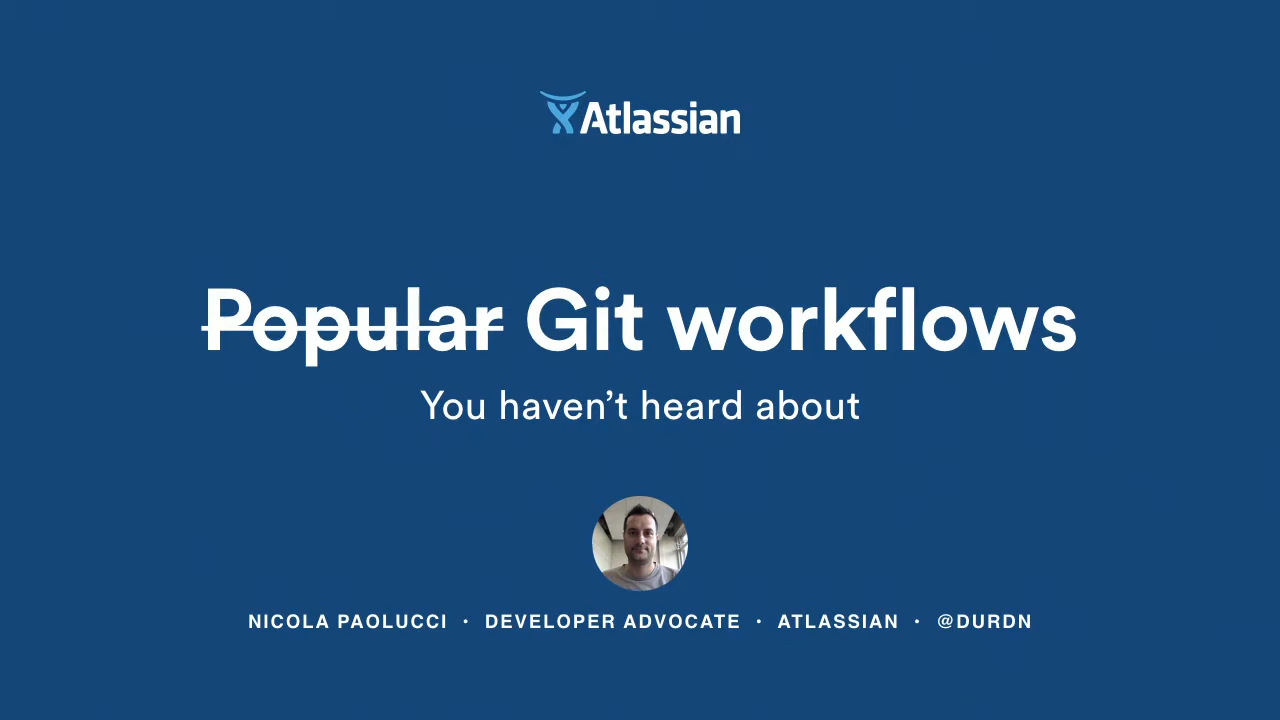 Atlassian
Popular Git workflows
You haven’t heard about
NICOLA PAOLUCCI • DEVELOPER ADVOCATE • ATLASSIAN • @DURDN